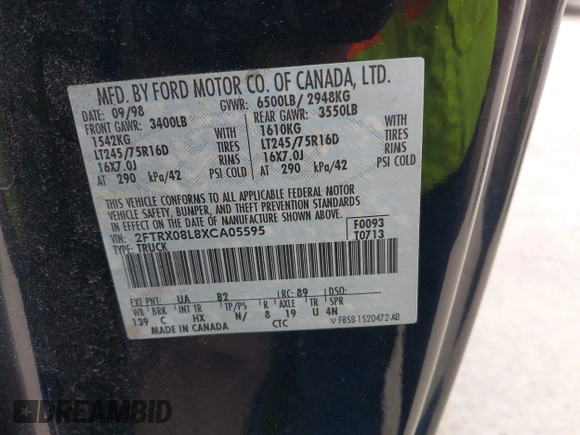 MFD. BY FORD MOTOR CO. OF CANADA, LTD.
DATE: 09/98 GVWR: 6500LB/ 2948KG
FRONT GAWR: 3400LB REAR GAWR: 3550LB
1542KG 1610KG
LT245/75R16D TIRES LT245/75R16D TIRES
16X7.0J RIMS 16X7.0J RIMS
AT 290 kPa/42 PSI COLD AT 290 kPa/42 PSI COLD
THIS VEHICLE CONFORMS TO ALL APPLICABLE FEDERAL MOTOR
VEHICLE SAFETY, BUMPER, AND THEFT PREVENTION STANDARDS
IN EFFECT ON THE DATE OF MANUFACTURE SHOWN ABOVE.
VIN: 2FTRX08L8XCA05595 F0093
TYPE: TRUCK T0713
EXT PNT: UA B2 RC: 89 DSO:
WB BRK INT TR TP/PS R AXLE TR SPR
139 C HX N/ 8 19 U 4N
MADE IN CANADA CTC F85B-1520472-AB
DREAMBID